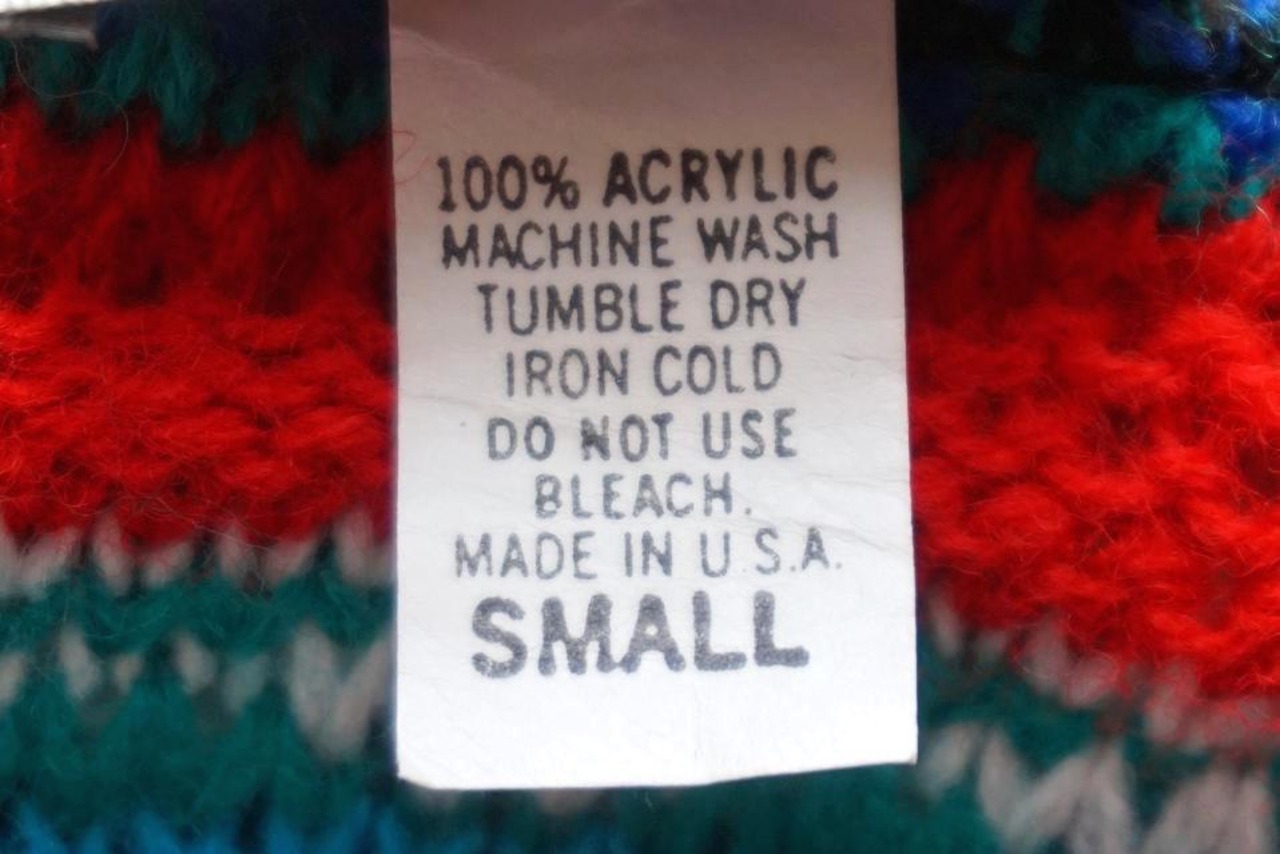 100% ACRYLIC
MACHINE WASH
TUMBLE DRY
IRON COLD
DO NOT USE
BLEACH.
MADE IN U.S.A.
SMALL